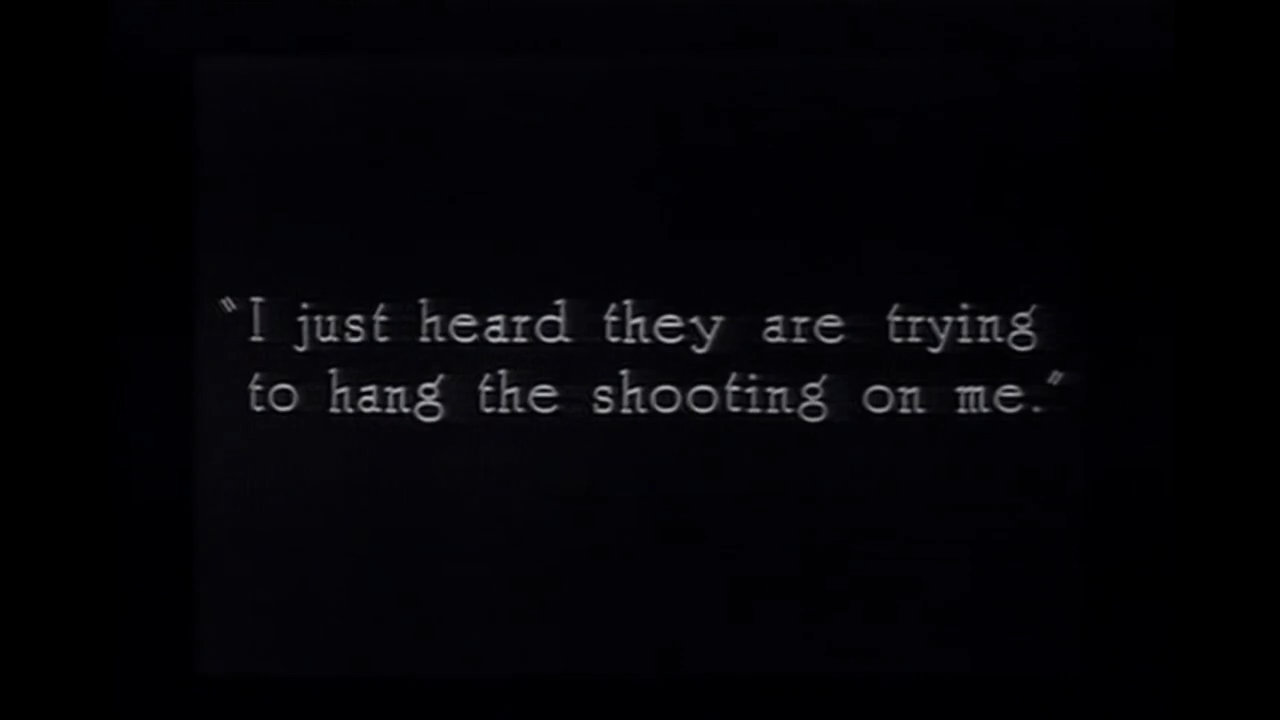 "I just heard they are trying
to hang the shooting on me."